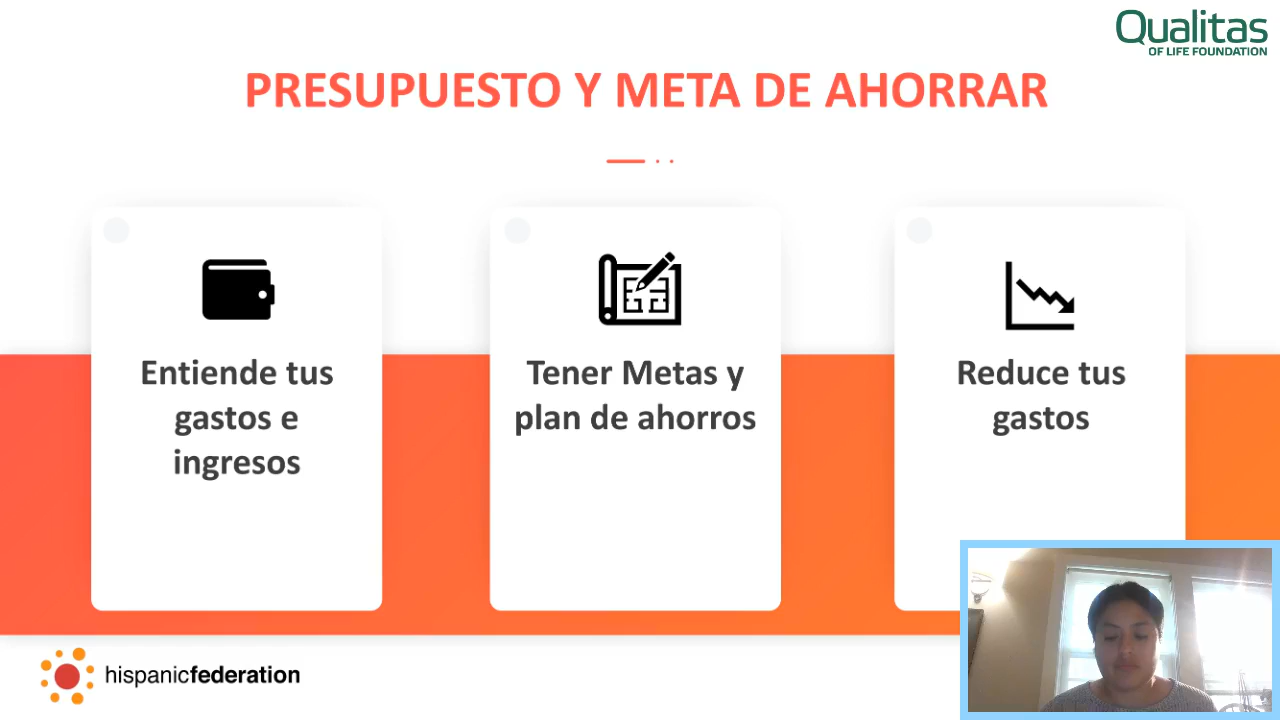 Qualitas
OF LIFE FOUNDATION
PRESUPUESTO Y META DE AHORRAR
Entiende tus
gastos e
ingresos
Tener Metas y
plan de ahorros
Reduce tus
gastos
hispanicfederation